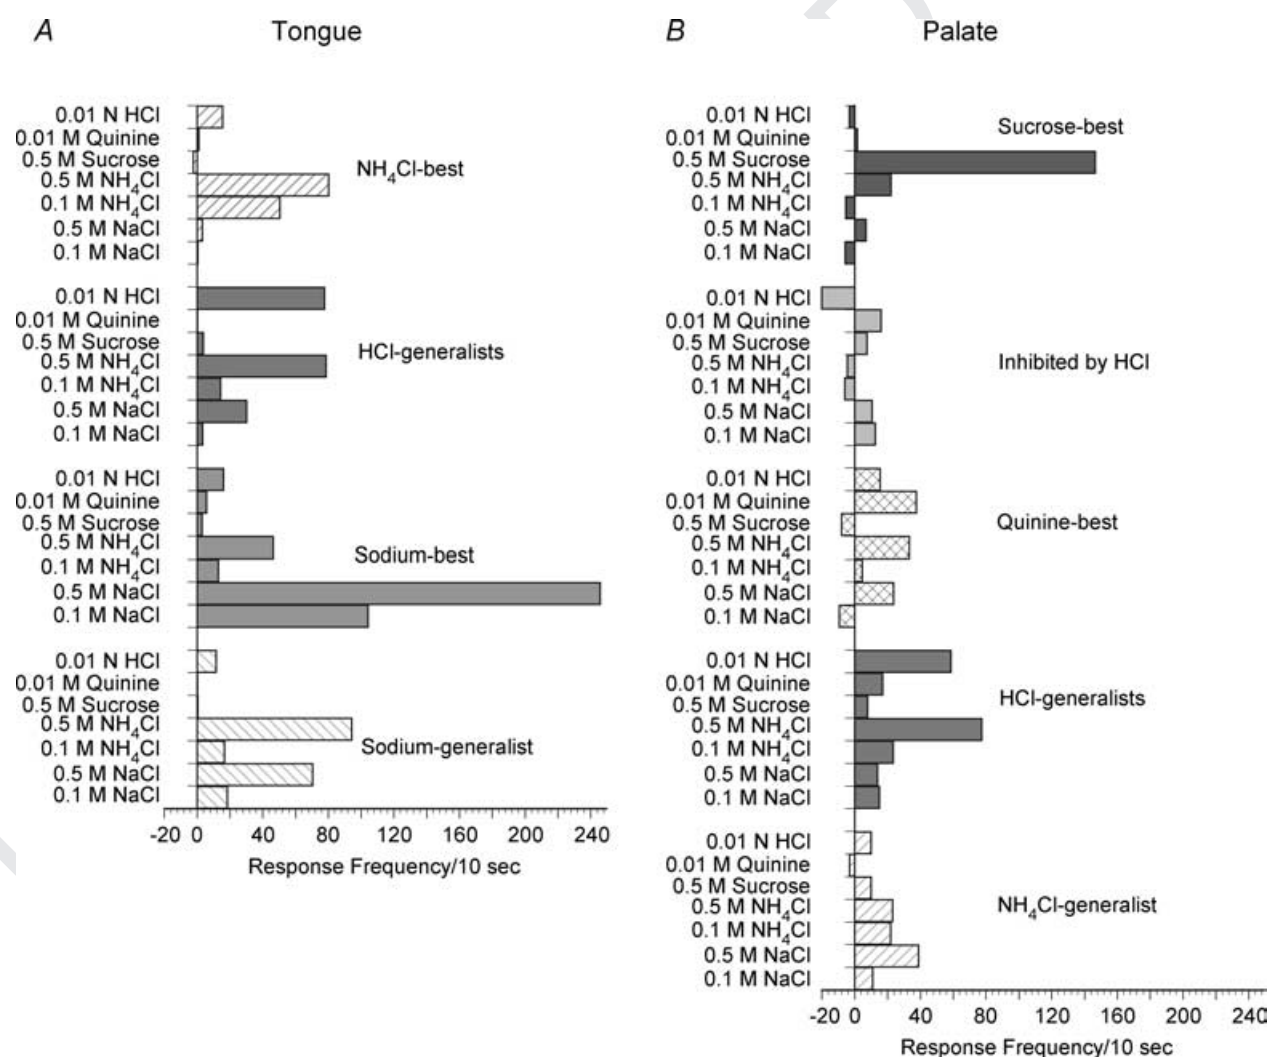 A Tongue
0.01 N HCl
0.01 M Quinine
0.5 M Sucrose
0.5 M NH4Cl
0.1 M NH4Cl
0.5 M NaCl
0.1 M NaCl
NH4Cl-best
0.01 N HCl
0.01 M Quinine
0.5 M Sucrose
0.5 M NH4Cl
0.1 M NH4Cl
0.5 M NaCl
0.1 M NaCl
HCl-generalists
0.01 N HCl
0.01 M Quinine
0.5 M Sucrose
0.5 M NH4Cl
0.1 M NH4Cl
0.5 M NaCl
0.1 M NaCl
Sodium-best
0.01 N HCl
0.01 M Quinine
0.5 M Sucrose
0.5 M NH4Cl
0.1 M NH4Cl
0.5 M NaCl
0.1 M NaCl
Sodium-generalist
-20 0 40 80 120 160 200 240
Response Frequency/10 sec
B Palate
0.01 N HCl
0.01 M Quinine
0.5 M Sucrose
0.5 M NH4Cl
0.1 M NH4Cl
0.5 M NaCl
0.1 M NaCl
Sucrose-best
0.01 N HCl
0.01 M Quinine
0.5 M Sucrose
0.5 M NH4Cl
0.1 M NH4Cl
0.5 M NaCl
0.1 M NaCl
Inhibited by HCl
0.01 N HCl
0.01 M Quinine
0.5 M Sucrose
0.5 M NH4Cl
0.1 M NH4Cl
0.5 M NaCl
0.1 M NaCl
Quinine-best
0.01 N HCl
0.01 M Quinine
0.5 M Sucrose
0.5 M NH4Cl
0.1 M NH4Cl
0.5 M NaCl
0.1 M NaCl
HCl-generalists
0.01 N HCl
0.01 M Quinine
0.5 M Sucrose
0.5 M NH4Cl
0.1 M NH4Cl
0.5 M NaCl
0.1 M NaCl
NH4Cl-generalist
-20 0 40 80 120 160 200 240
Response Frequency/10 sec